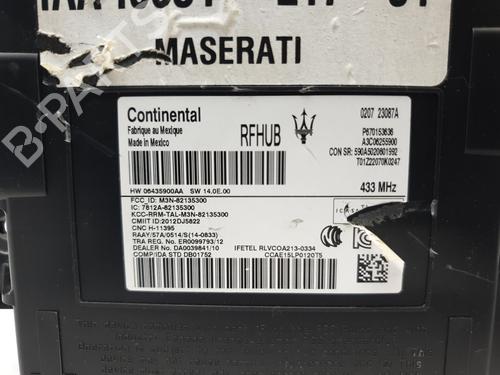 MASERATI
Continental
Fabrique au Mexique
Made in Mexico
RFHUB
0207 23087A
P670153636
A3C06255900
CON SR: 590A5020601992
T01Z22070K0247
HW 06435900AA SW 14.0E.00
433 MHz
FCC_ID: M3N-82135300
IC: 7812A-82135300
KCC-RRM-TAL-M3N-82135300
CMIIT ID:2012DJ5822
CNC H-11395
RAAY/57A/0514/S(14-0833)
TRA REG. No: ER0099793/12
DEALER No: DA0039841/10
COMP/IDA STD DB01752
IFETEL RLVCOA213-0334
CCAE15LP0120T5
B-PARTS